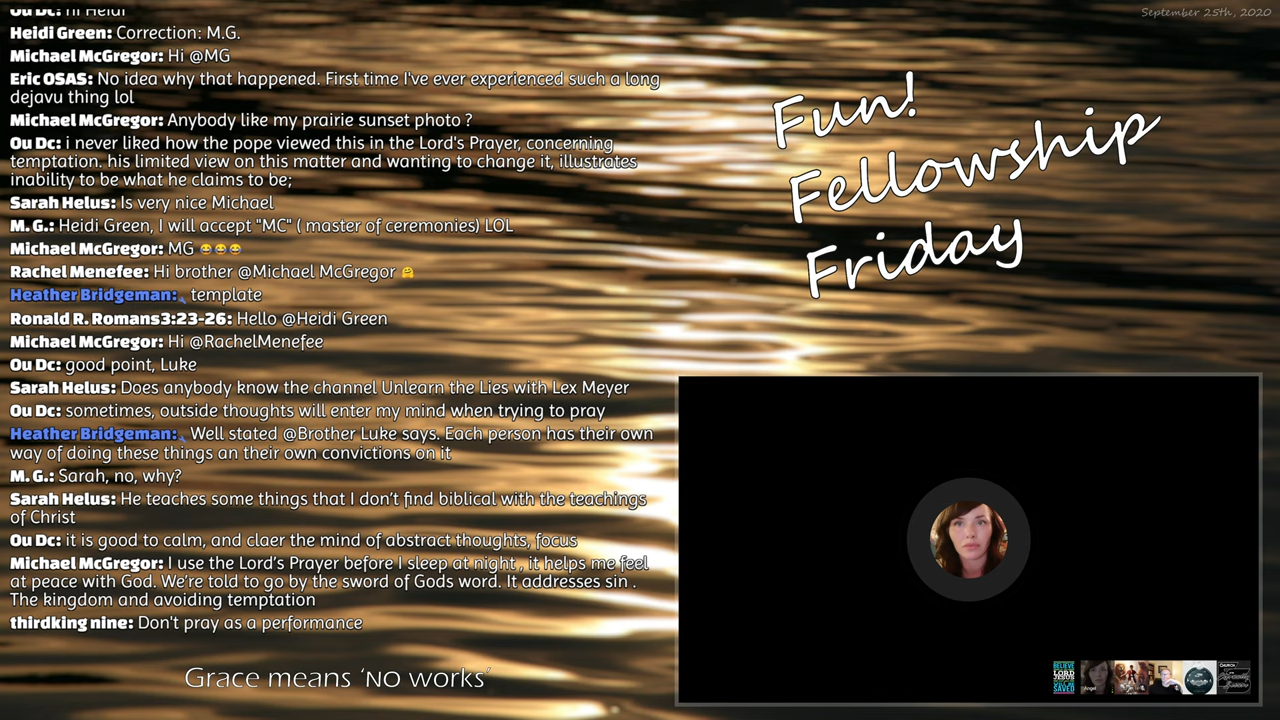 Ou Dc: Hi Heidi
Heidi Green: Correction: M.G.
Michael McGregor: Hi @MG
Eric OSAS: No idea why that happened. First time I've ever experienced such a long
dejavu thing lol
Michael McGregor: Anybody like my prairie sunset photo ?
Ou Dc: i never liked how the pope viewed this in the Lord's Prayer, concerning
temptation. his limited view on this matter and wanting to change it, illustrates
inability to be what he claims to be;
Sarah Helus: Is very nice Michael
M. G.: Heidi Green, I will accept "MC" ( master of ceremonies) LOL
Michael McGregor: MG 😂😂😂
Rachel Menefee: Hi brother @Michael McGregor 🤗
Heather Bridgeman: template
Ronald R. Romans3:23-26: Hello @Heidi Green
Michael McGregor: Hi @RachelMenefee
Ou Dc: good point, Luke
Sarah Helus: Does anybody know the channel Unlearn the Lies with Lex Meyer
Ou Dc: sometimes, outside thoughts will enter my mind when trying to pray
Heather Bridgeman: Well stated @Brother Luke says. Each person has their own
way of doing these things an their own convictions on it
M. G.: Sarah, no, why?
Sarah Helus: He teaches some things that I don’t find biblical with the teachings
of Christ
Ou Dc: it is good to calm, and claer the mind of abstract thoughts, focus
Michael McGregor: I use the Lord’s Prayer before I sleep at night , it helps me feel
at peace with God. We’re told to go by the sword of Gods word. It addresses sin .
The kingdom and avoiding temptation
thirdking nine: Don't pray as a performance
Grace means ‘NO works’
September 25th, 2020
Fun!
Fellowship
Friday
BELIEVE
LORD
JESUS
SAVED
Angel
CHURCH